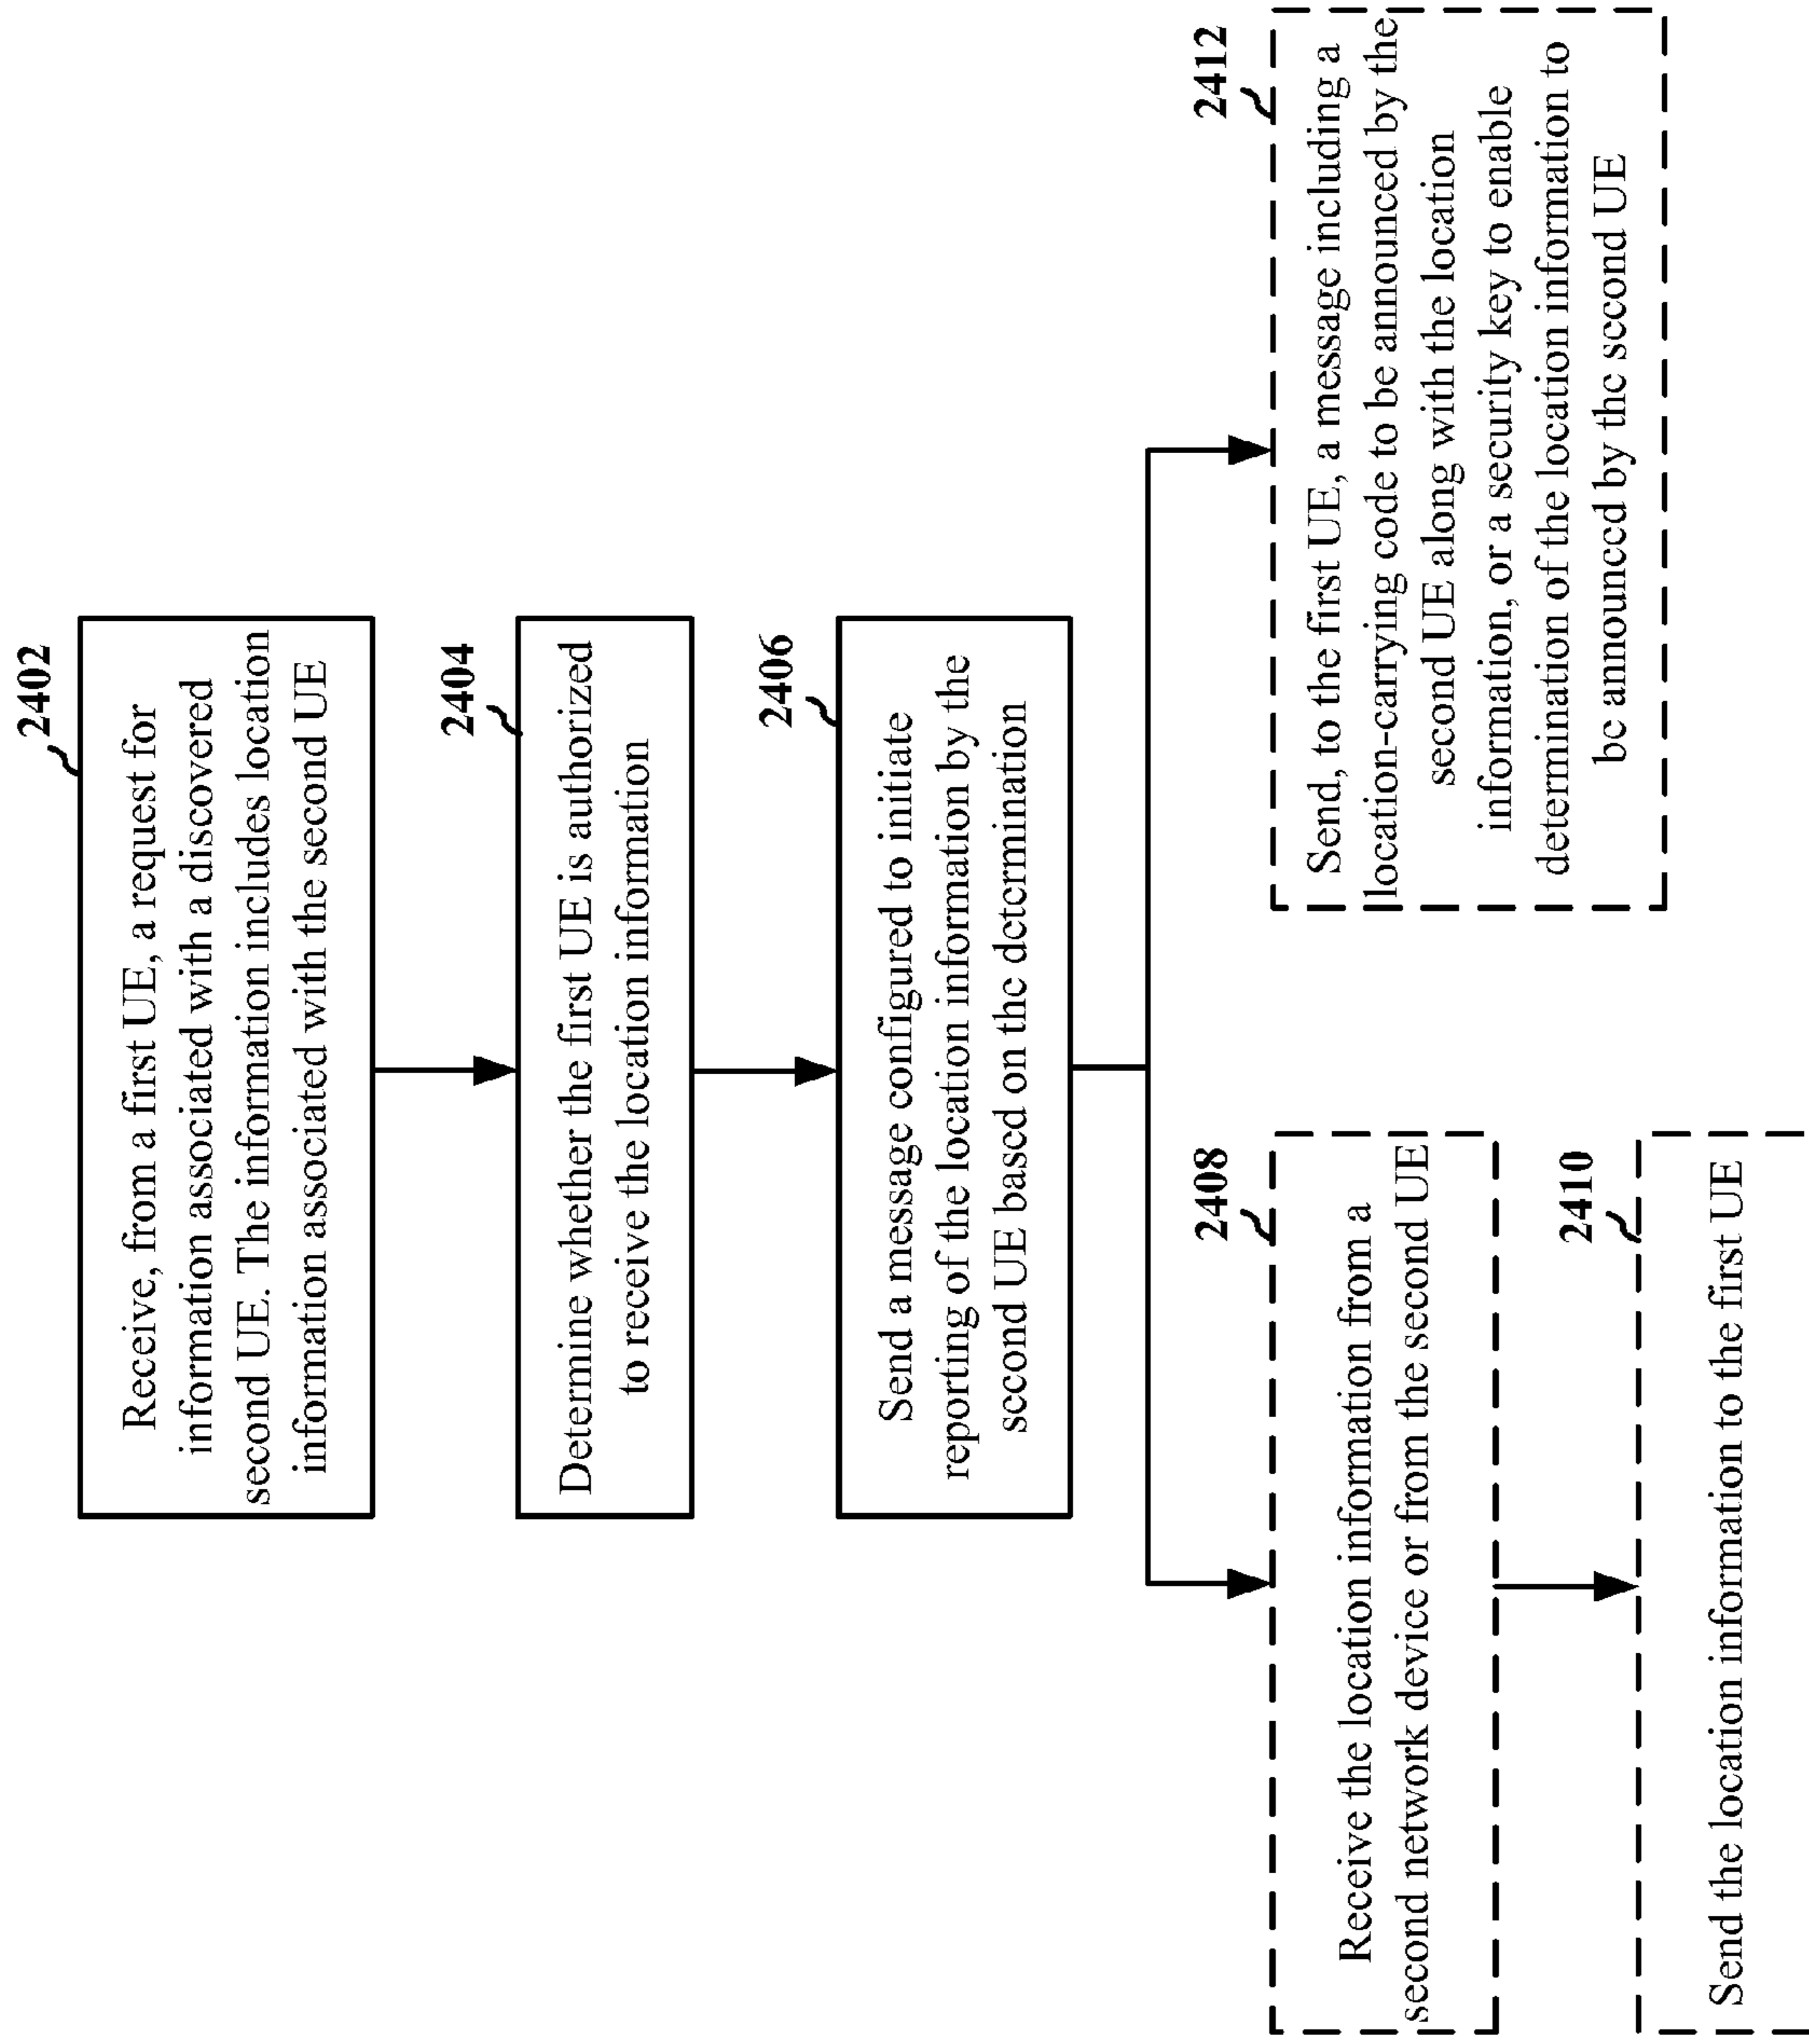 2402
Receive, from a first UE, a request for
information associated with a discovered
second UE. The information includes location
information associated with the second UE
2404
Determine whether the first UE is authorized
to receive the location information
2406
Send a message configured to initiate
reporting of the location information by the
second UE based on the determination
2408
Receive the location information from a
second network device or from the second UE
2410
Send the location information to the first UE
2412
Send, to the first UE, a message including a
location-carrying code to be announced by the
second UE along with the location
information, or a security key to enable
determination of the location information to
be announced by the second UE